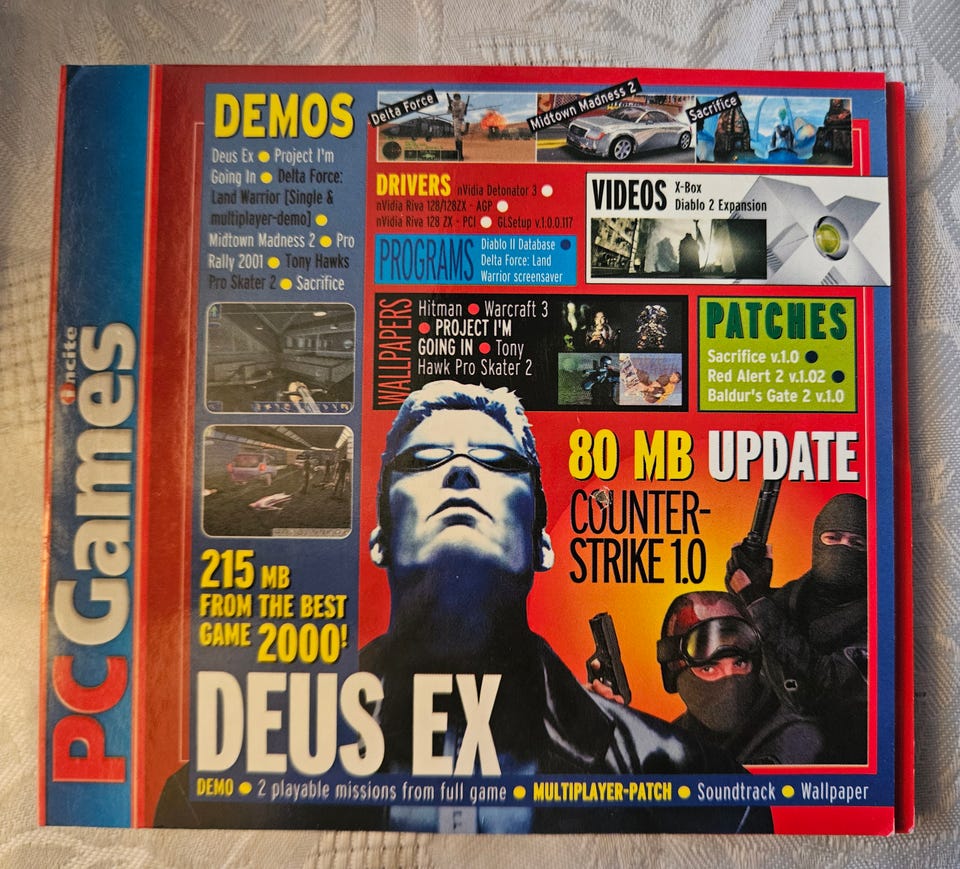 incite
PCGames
DEMOS
Deus Ex ● Project I'm
Going In ● Delta Force:
Land Warrior [Single &
multiplayer-demo] ●
Midtown Madness 2 ● Pro
Rally 2001 ● Tony Hawks
Pro Skater 2 ● Sacrifice
Delta Force
Midtown Madness 2
Sacrifice
DRIVERS nVidia Detonator 3 ●
nVidia Riva 128/128ZX - AGP ●
nVidia Riva 128 ZX - PCI ● GLSetup v.1.0.0.117
VIDEOS X-Box
Diablo 2 Expansion
PROGRAMS
Diablo II Database ●
Delta Force: Land
Warrior screensaver
WALLPAPERS
Hitman ● Warcraft 3
● PROJECT I'M
GOING IN ● Tony
Hawk Pro Skater 2
PATCHES
Sacrifice v.1.0 ●
Red Alert 2 v.1.02 ●
Baldur's Gate 2 v.1.0
80 MB UPDATE
COUNTER-
STRIKE 1.0
215 MB
FROM THE BEST
GAME 2000!
DEUS EX
DEMO ● 2 playable missions from full game ● MULTIPLAYER-PATCH ● Soundtrack ● Wallpaper